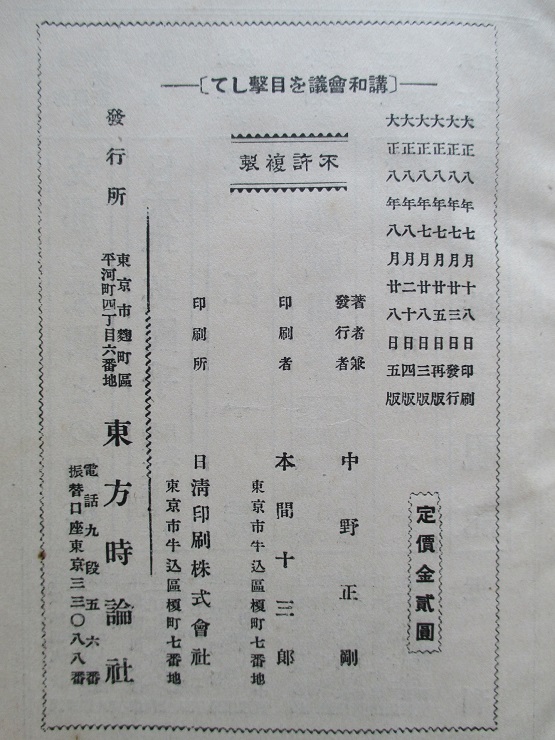 〔講和會議を目擊して〕
大正八年七月十八日印刷
大正八年七月廿三日發行
大正八年七月廿五日再版
大正八年七月廿八日三版
大正八年八月二十日四版
大正八年八月廿八日五版
定價金貳圓
不許複製
著者兼
發行者
中野正剛
印刷者
本間十三郎
東京市牛込區榎町七番地
印刷所
日淸印刷株式會社
東京市牛込區榎町七番地
發行所
東京市麴町區
平河町四丁目六番地
東方時論社
電話九段五六番
振替口座東京三三〇八八番